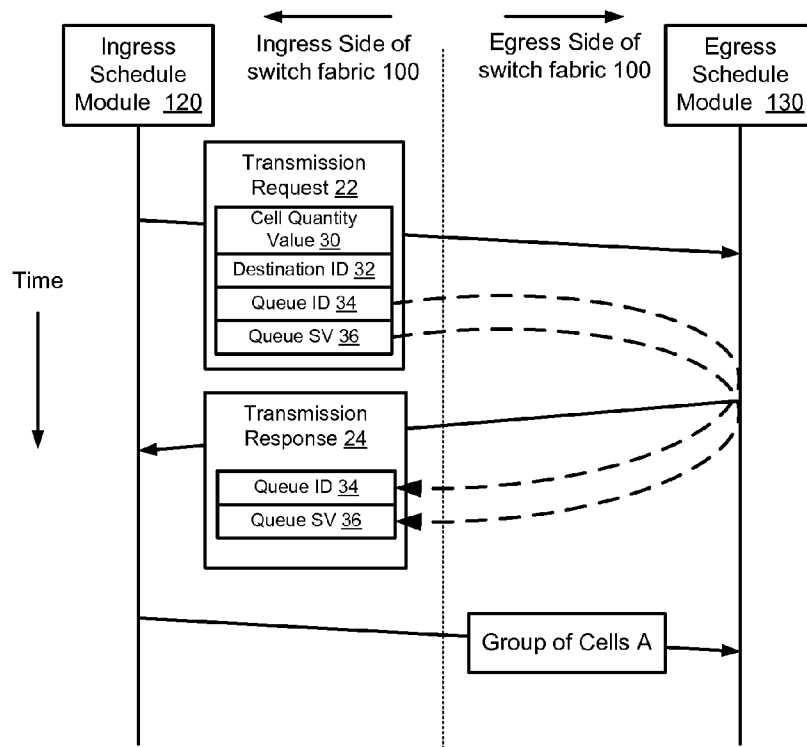 Ingress
Schedule
Module 120
Ingress Side of
switch fabric 100
Egress Side of
switch fabric 100
Egress
Schedule
Module 130
Transmission
Request 22
Cell Quantity
Value 30
Destination ID 32
Queue ID 34
Queue SV 36
Time
Transmission
Response 24
Queue ID 34
Queue SV 36
Group of Cells A